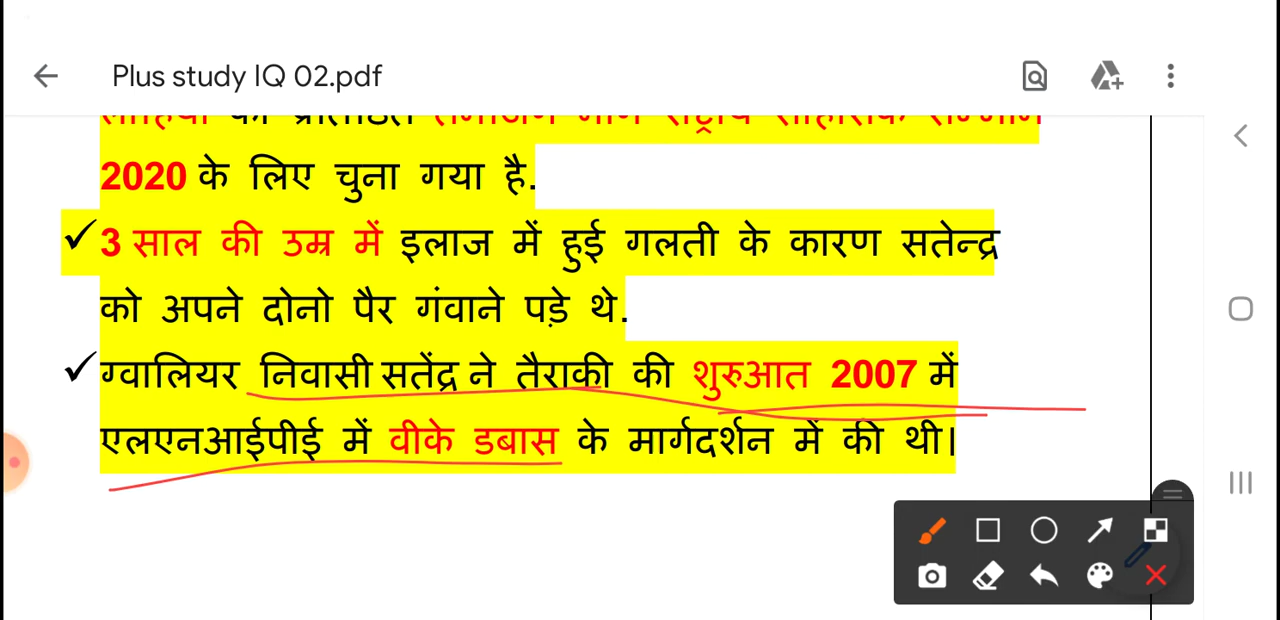 Plus study IQ 02.pdf
2020 के लिए चुना गया है.
✓3 साल की उम्र में इलाज में हुई गलती के कारण सतेन्द्र
को अपने दोनो पैर गंवाने पड़े थे.
✓ग्वालियर निवासी सतेंद्र ने तैराकी की शुरुआत 2007 में
एलएनआईपीई में वीके डबास के मार्गदर्शन में की थी।